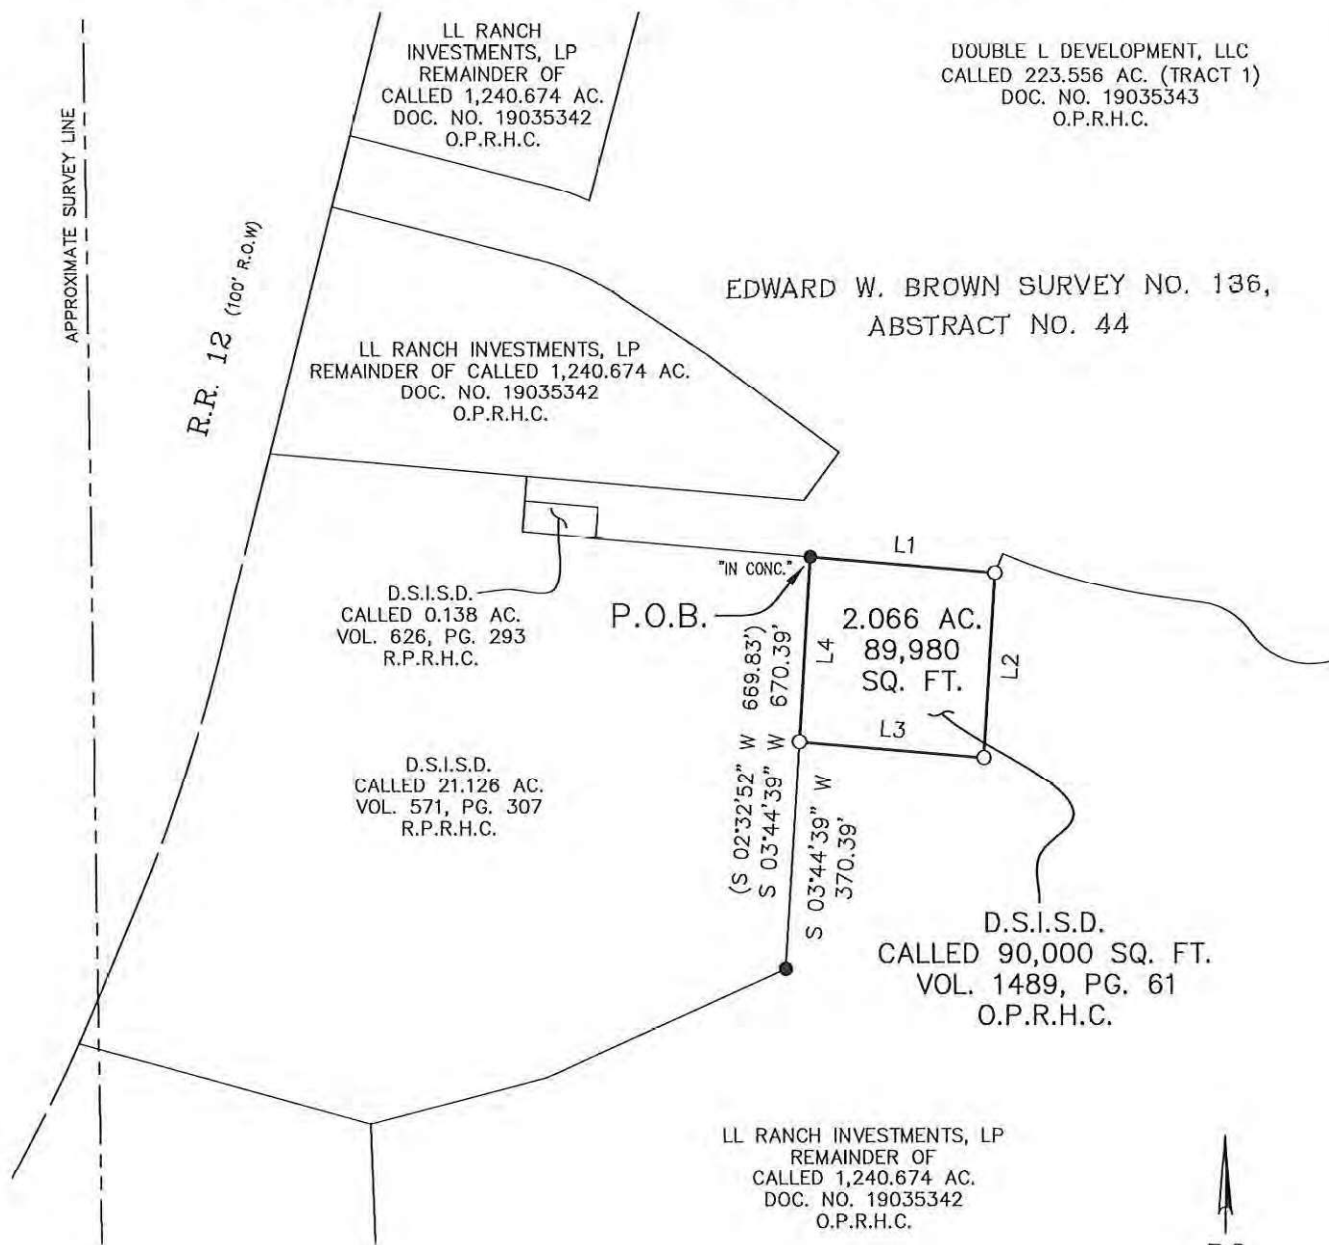 LL RANCH
INVESTMENTS, LP
REMAINDER OF
CALLED 1,240.674 AC.
DOC. NO. 19035342
O.P.R.H.C.
DOUBLE L DEVELOPMENT, LLC
CALLED 223.556 AC. (TRACT 1)
DOC. NO. 19035343
O.P.R.H.C.
APPROXIMATE SURVEY LINE
R.R. 12 (100' R.O.W)
EDWARD W. BROWN SURVEY NO. 136,
ABSTRACT NO. 44
LL RANCH INVESTMENTS, LP
REMAINDER OF CALLED 1,240.674 AC.
DOC. NO. 19035342
O.P.R.H.C.
"IN CONC."
L1
P.O.B.
D.S.I.S.D.
CALLED 0.138 AC.
VOL. 626, PG. 293
R.P.R.H.C.
2.066 AC.
89,980
SQ. FT.
L4
L2
L3
(S 02°32'52" W 669.83')
S 03°44'39" W 670.39'
S 03°44'39" W
370.39'
D.S.I.S.D.
CALLED 21.126 AC.
VOL. 571, PG. 307
R.P.R.H.C.
D.S.I.S.D.
CALLED 90,000 SQ. FT.
VOL. 1489, PG. 61
O.P.R.H.C.
LL RANCH INVESTMENTS, LP
REMAINDER OF
CALLED 1,240.674 AC.
DOC. NO. 19035342
O.P.R.H.C.